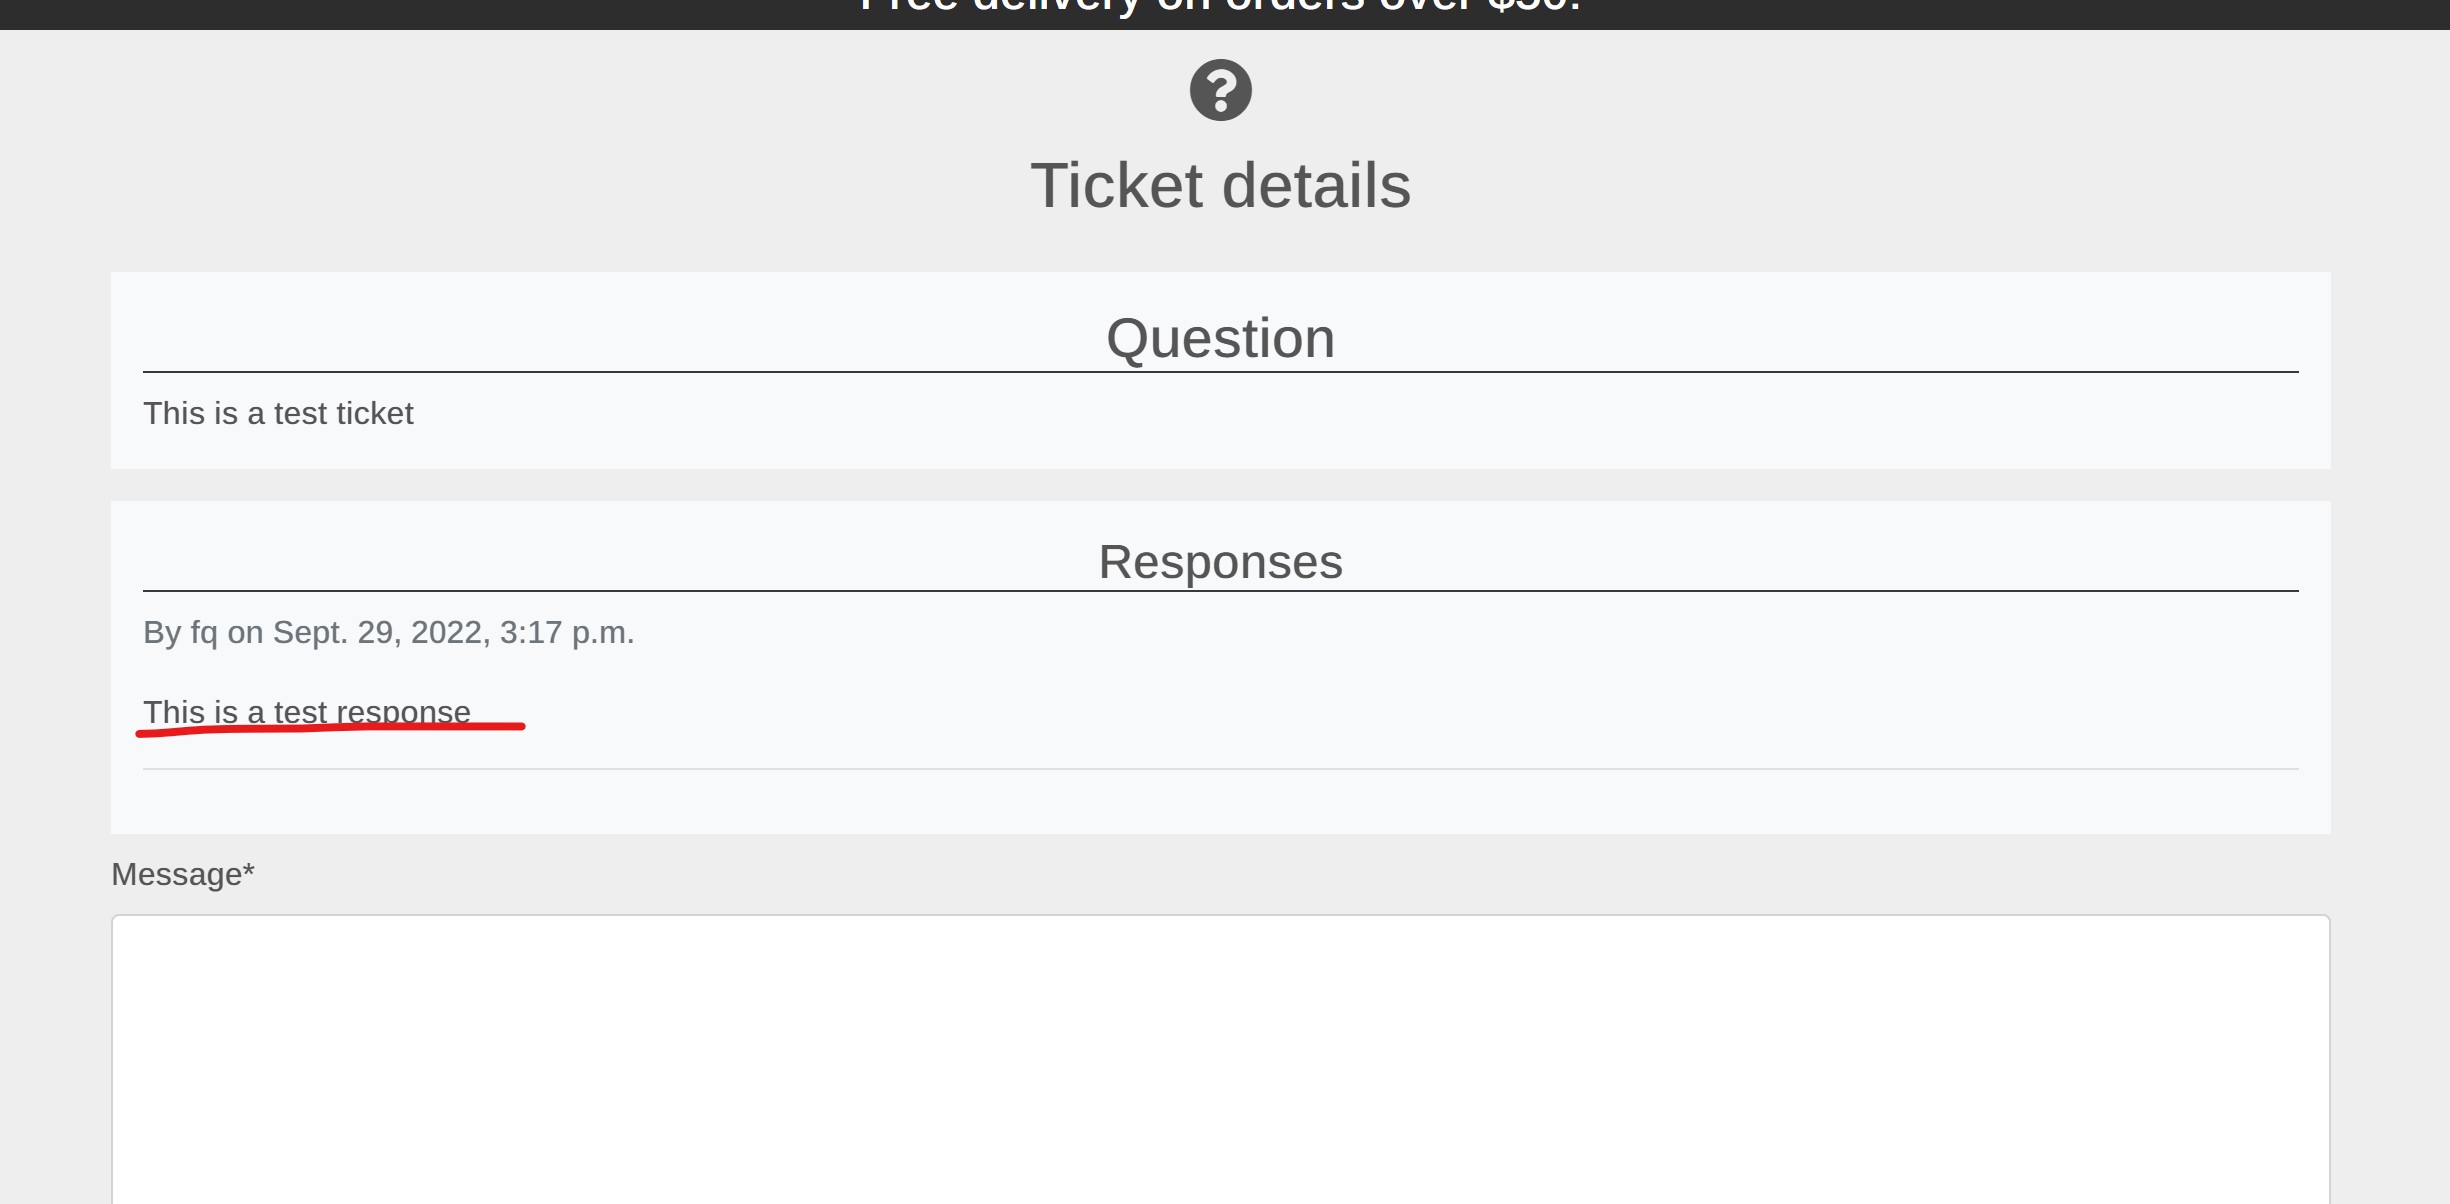 Free delivery on orders over $50!
Ticket details
Question
This is a test ticket
Responses
By fq on Sept. 29, 2022, 3:17 p.m.
This is a test response
Message*